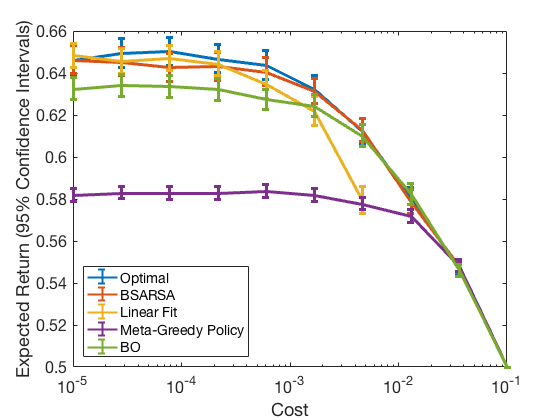 0.66
0.64
0.62
0.6
0.58
0.56
0.54
0.52
0.5
Expected Return (95% Confidence Intervals)
Optimal
BSARSA
Linear Fit
Meta-Greedy Policy
BO
10⁻⁵ 10⁻⁴ 10⁻³ 10⁻² 10⁻¹
Cost